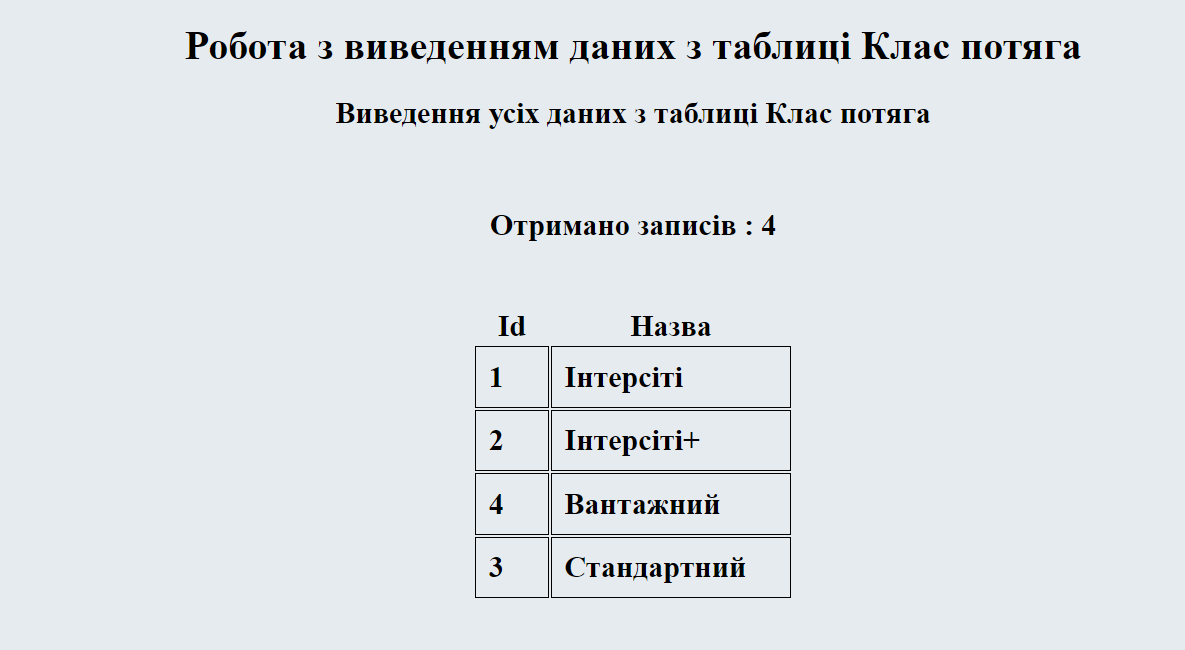 Робота з виведенням даних з таблиці Клас потяга
Виведення усіх даних з таблиці Клас потяга
Отримано записів : 4
Id Назва
1 Інтерсіті
2 Інтерсіті+
4 Вантажний
3 Стандартний